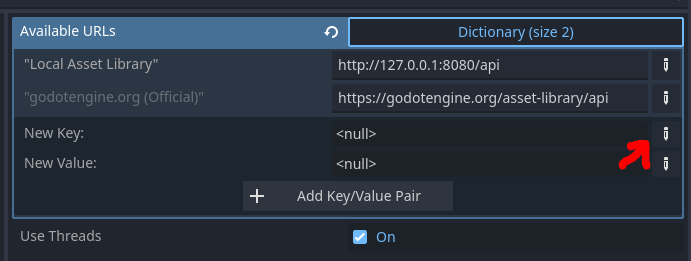 Available URLs Dictionary (size 2)
"Local Asset Library" http://127.0.0.1:8080/api
"godotengine.org (Official)" https://godotengine.org/asset-library/api
New Key: <null>
New Value: <null>
Add Key/Value Pair
Use Threads On